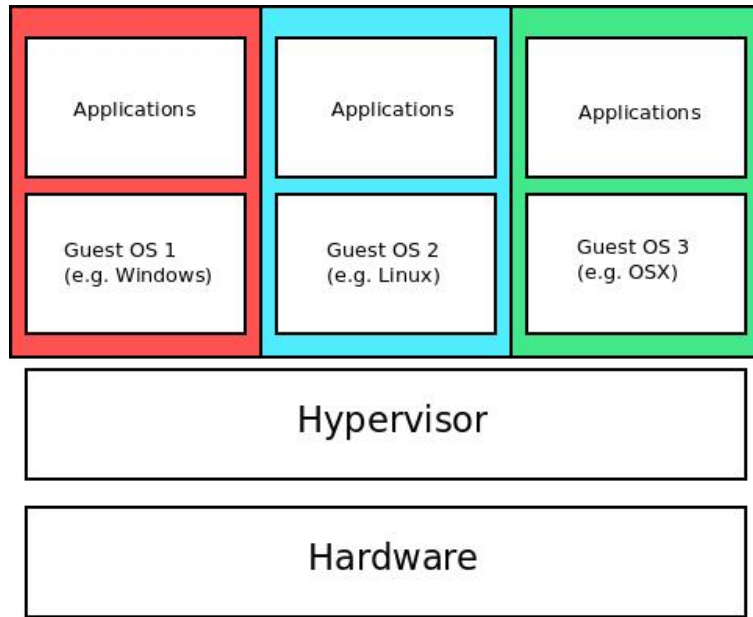 Applications
Applications
Applications
Guest OS 1
(e.g. Windows)
Guest OS 2
(e.g. Linux)
Guest OS 3
(e.g. OSX)
Hypervisor
Hardware